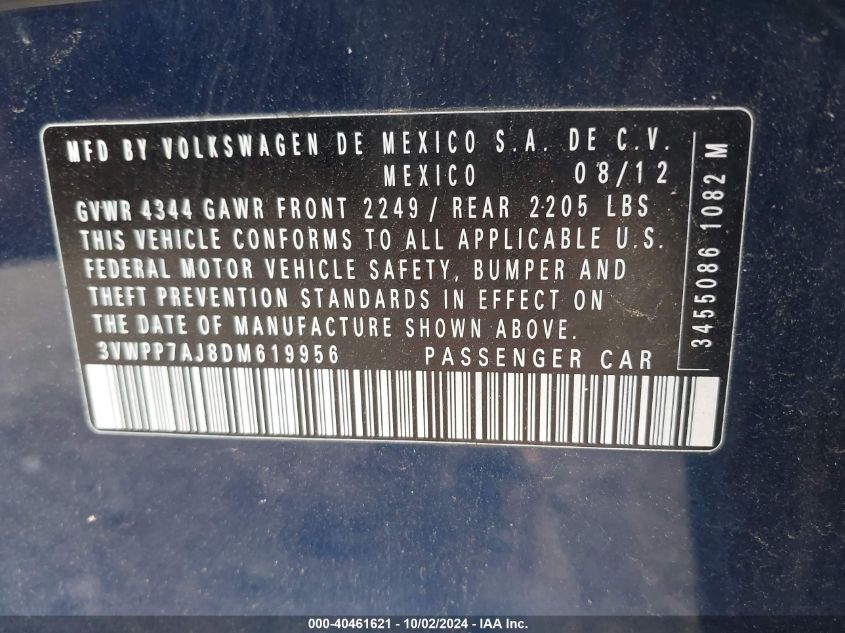 MFD BY VOLKSWAGEN DE MEXICO S.A. DE C.V.
MEXICO 08/12
GVWR 4344 GAWR FRONT 2249 / REAR 2205 LBS
THIS VEHICLE CONFORMS TO ALL APPLICABLE U.S.
FEDERAL MOTOR VEHICLE SAFETY, BUMPER AND
THEFT PREVENTION STANDARDS IN EFFECT ON
THE DATE OF MANUFACTURE SHOWN ABOVE.
3VWPP7AJ8DM619956 PASSENGER CAR
3455086 1082 M
000-40461621 - 10/02/2024 - IAA Inc.